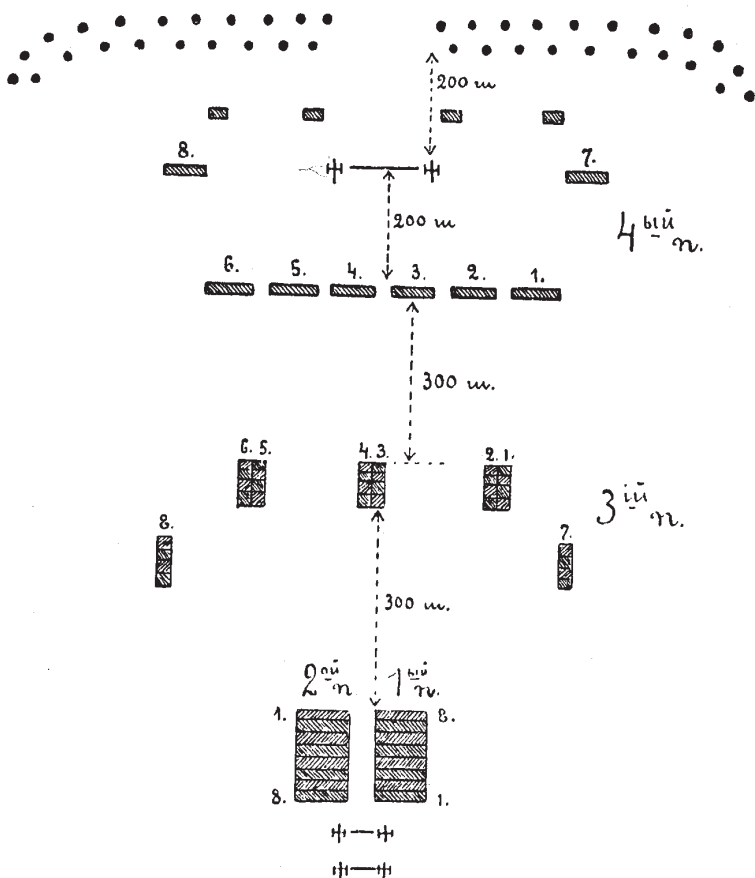 200 ш
8. 7.
200 ш
4ый п.
6. 5. 4. 3. 2. 1.
300 ш.
6. 5. 4. 3. 2. 1.
3ій п.
8. 7.
300 ш.
2ой п. 1ый п.
1. 8.
8. 1.